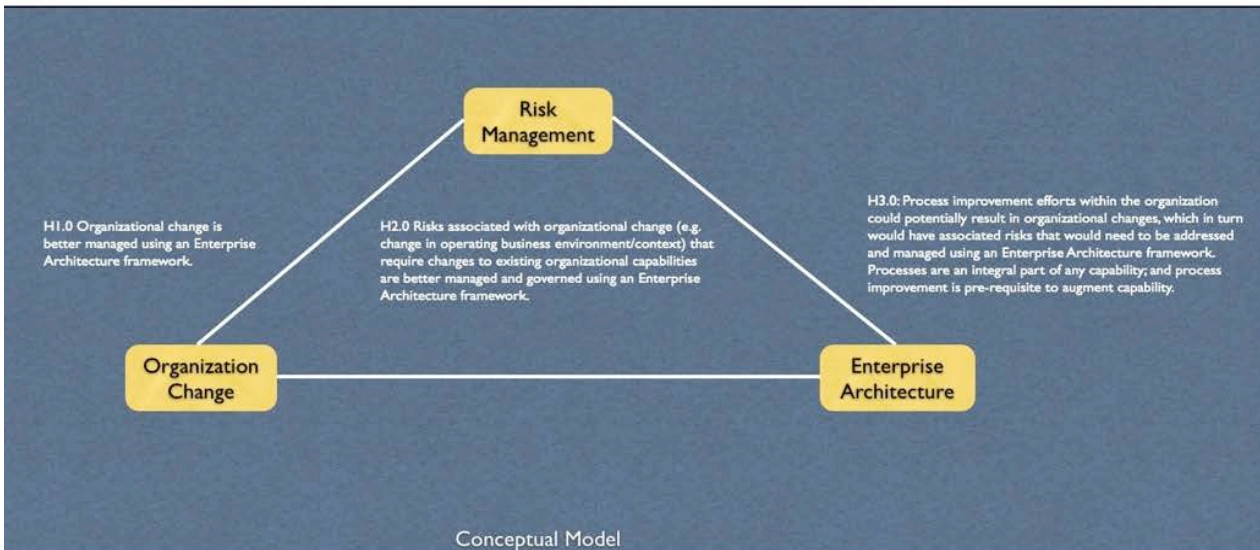 Risk
Management
H1.0 Organizational change is
better managed using an Enterprise
Architecture framework.
H2.0 Risks associated with organizational change (e.g.
change in operating business environment/context) that
require changes to existing organizational capabilities
are better managed and governed using an Enterprise
Architecture framework.
H3.0: Process improvement efforts within the organization
could potentially result in organizational changes, which in turn
would have associated risks that would need to be addressed
and managed using an Enterprise Architecture framework.
Processes are an integral part of any capability; and process
improvement is pre-requisite to augment capability.
Organization
Change
Enterprise
Architecture
Conceptual Model